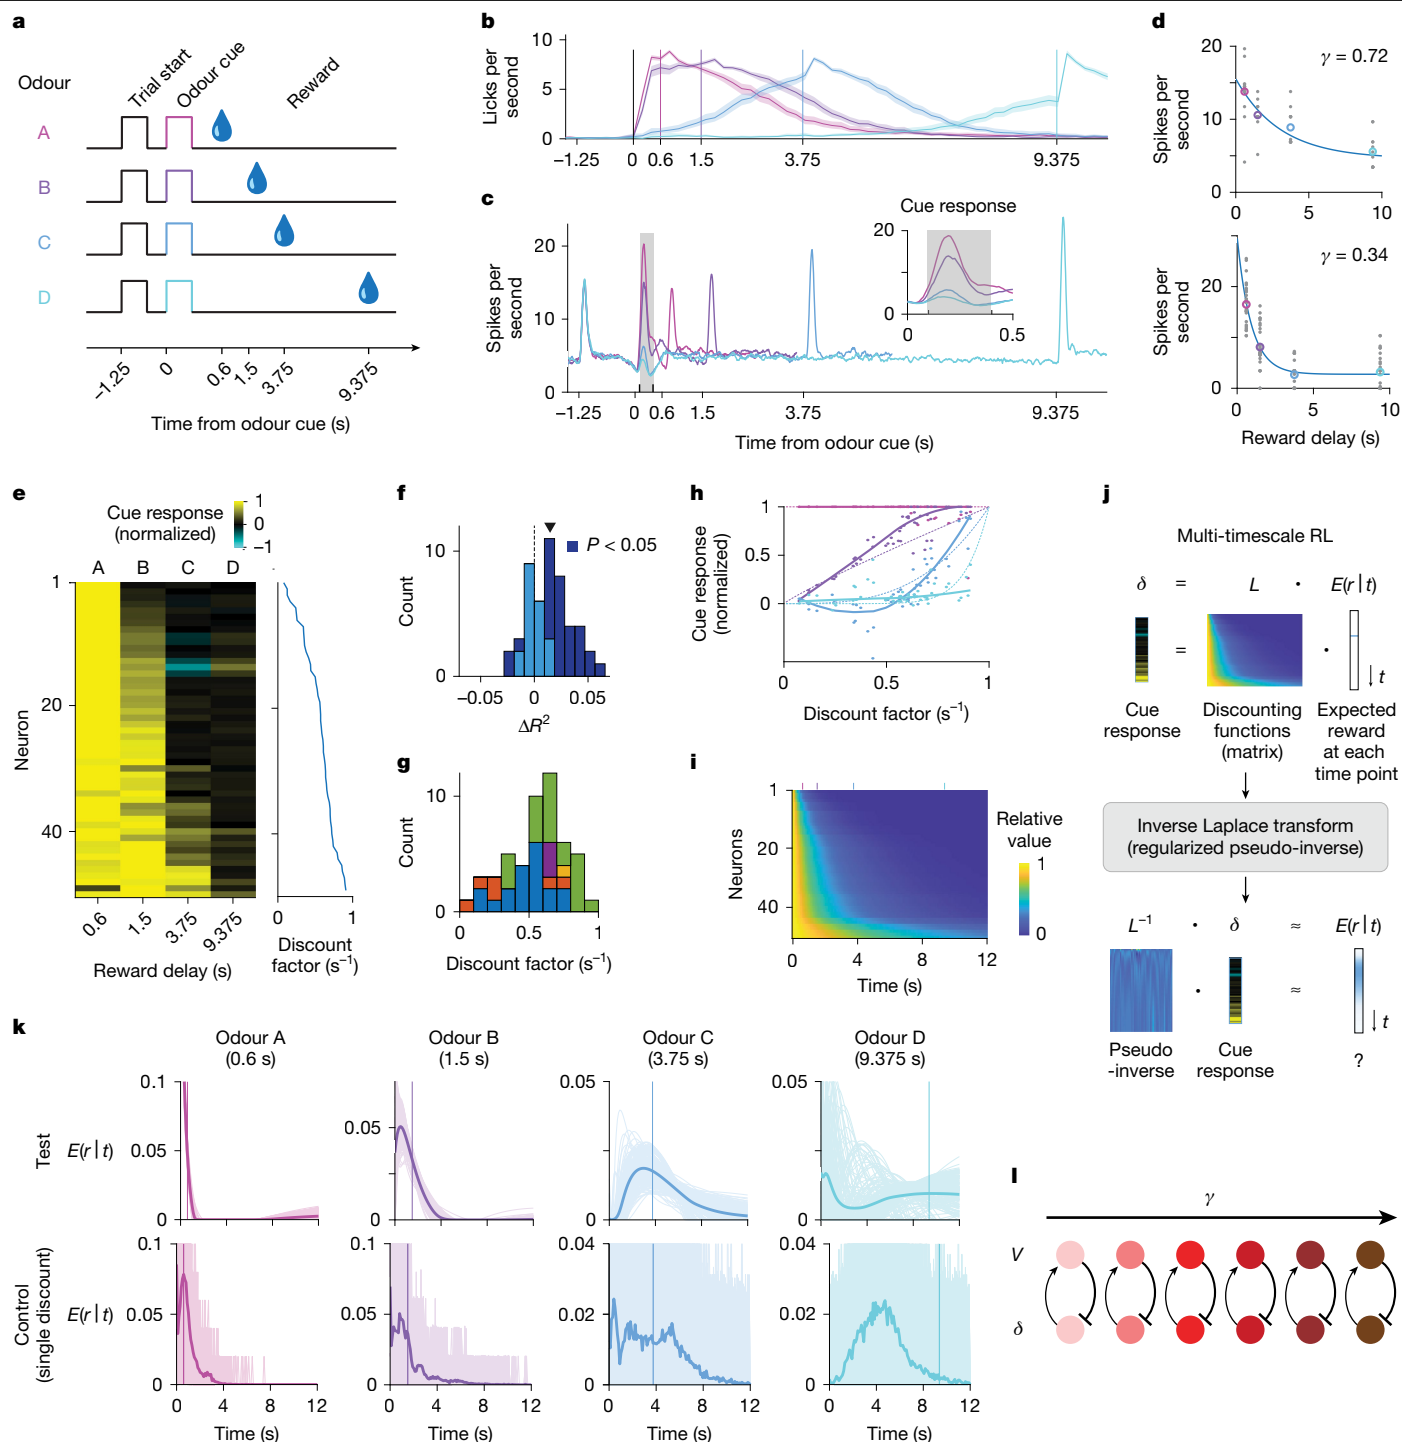 a
Odour
Trial start
Odour cue
Reward
A
B
C
D
−1.25
0
0.6
1.5
3.75
9.375
Time from odour cue (s)
b
Licks per
second
10
5
0
−1.25
0
0.6
1.5
3.75
9.375
c
Cue response
20
0
0
0.5
Spikes per
second
20
10
0
−1.25
0
0.6
1.5
3.75
9.375
Time from odour cue (s)
d
γ = 0.72
Spikes per
second
20
10
0
0
5
10
γ = 0.34
Spikes per
second
20
0
0
5
10
Reward delay (s)
e
Cue response
(normalized)
1
0
−1
A
B
C
D
Neuron
1
20
40
0.6
1.5
3.75
9.375
Reward delay (s)
0
1
Discount
factor (s⁻¹)
f
P < 0.05
Count
10
0
−0.05
0
0.05
ΔR²
g
Count
10
0
0
0.5
1
Discount factor (s⁻¹)
h
Cue response
(normalized)
1
0.5
0
0
0.5
1
Discount factor (s⁻¹)
i
Neurons
1
20
40
0
4
8
12
Time (s)
Relative
value
1
0
j
Multi-timescale RL
δ = L • E(r|t)
= •
t
Cue
response
Discounting
functions
(matrix)
Expected
reward
at each
time point
Inverse Laplace transform
(regularized pseudo-inverse)
L⁻¹ • δ ≈ E(r|t)
• ≈
t
Pseudo
-inverse
Cue
response
?
k
Odour A
(0.6 s)
Odour B
(1.5 s)
Odour C
(3.75 s)
Odour D
(9.375 s)
Test
E(r|t)
0.1
0.05
0
0.05
0
0.05
0
0.05
0
Control
(single discount)
E(r|t)
0.1
0.05
0
0.1
0.05
0
0.04
0.02
0
0.04
0.02
0
0
4
8
12
Time (s)
0
4
8
12
Time (s)
0
4
8
12
Time (s)
0
4
8
12
Time (s)
l
γ
V
δ